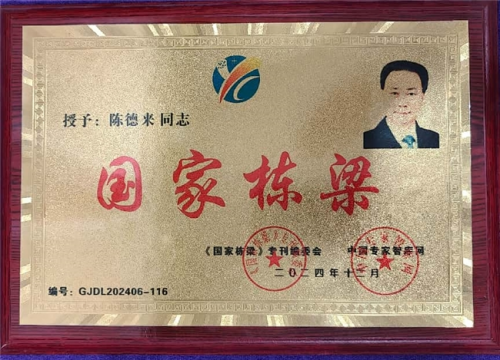 授予：陈德来 同志
国家栋梁
《国家栋梁》专刊编委会 中国专家智库网
二〇二四年十二月
编号：GJDL202406-116